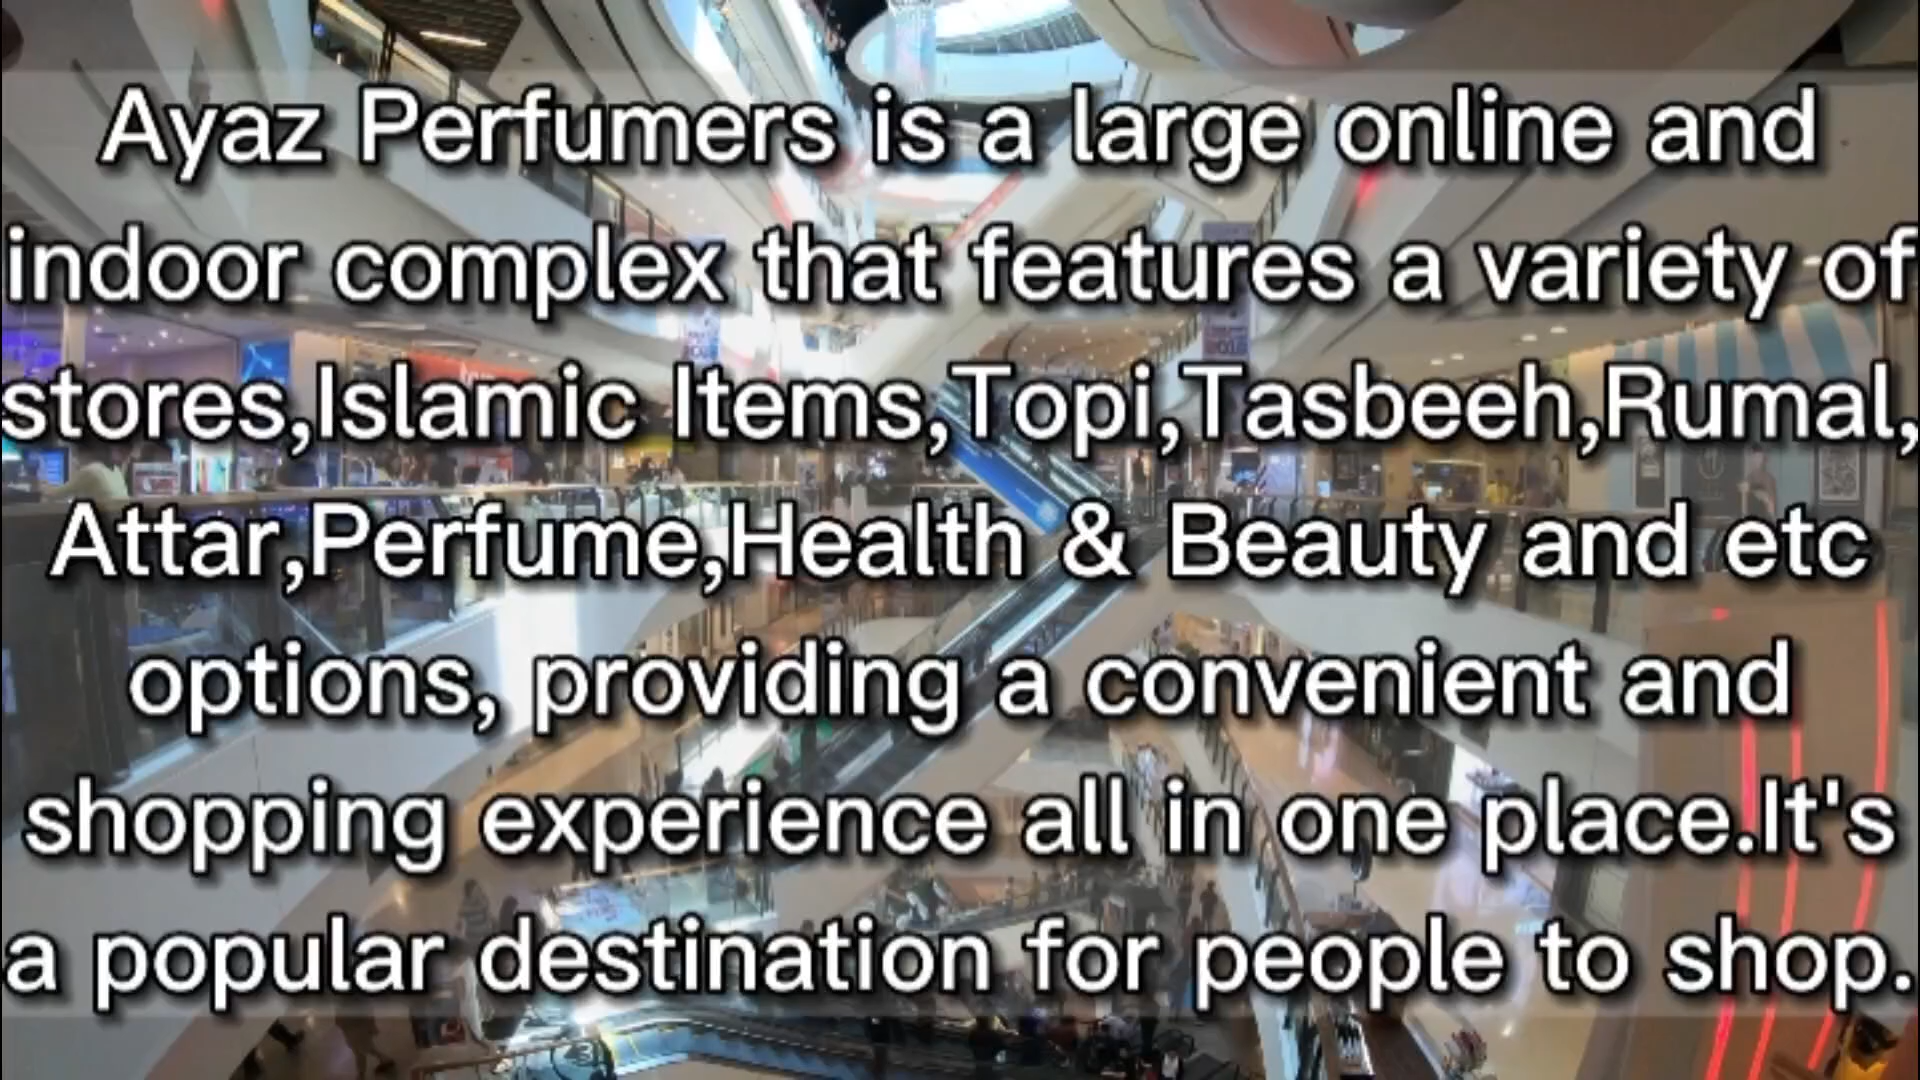 Ayaz Perfumers is a large online and
indoor complex that features a variety of
stores,Islamic Items,Topi,Tasbeeh,Rumal,
Attar,Perfume,Health & Beauty and etc
options, providing a convenient and
shopping experience all in one place.It's
a popular destination for people to shop.